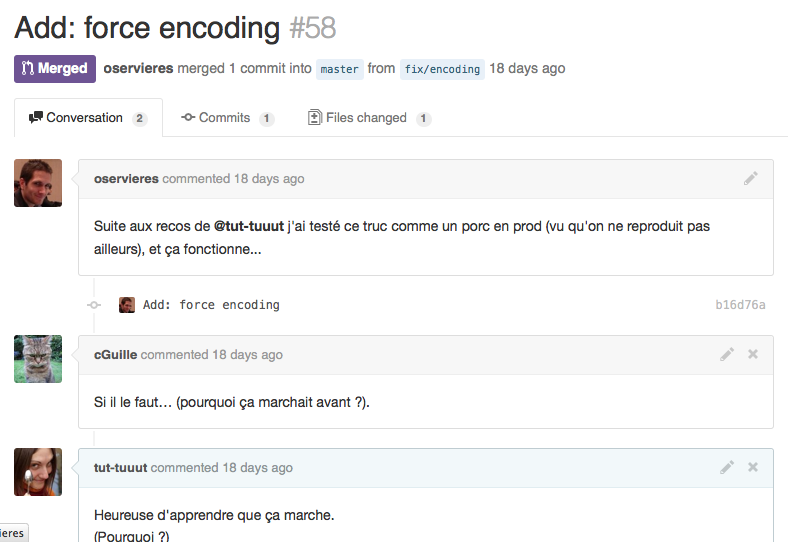 Add: force encoding #58
Merged oservieres merged 1 commit into master from fix/encoding 18 days ago
Conversation 2 Commits 1 Files changed 1
oservieres commented 18 days ago
Suite aux recos de @tut-tuuut j'ai testé ce truc comme un porc en prod (vu qu'on ne reproduit pas
ailleurs), et ça fonctionne...
Add: force encoding b16d76a
cGuille commented 18 days ago
Si il le faut… (pourquoi ça marchait avant ?).
tut-tuuut commented 18 days ago
Heureuse d'apprendre que ça marche.
ieres
(Pourquoi ?)